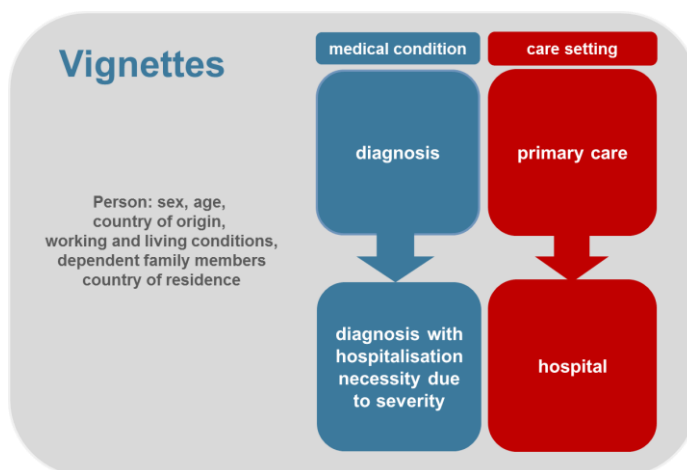 Vignettes
Person: sex, age,
country of origin,
working and living conditions,
dependent family members
country of residence
medical condition
diagnosis
diagnosis with
hospitalisation
necessity due
to severity
care setting
primary care
hospital